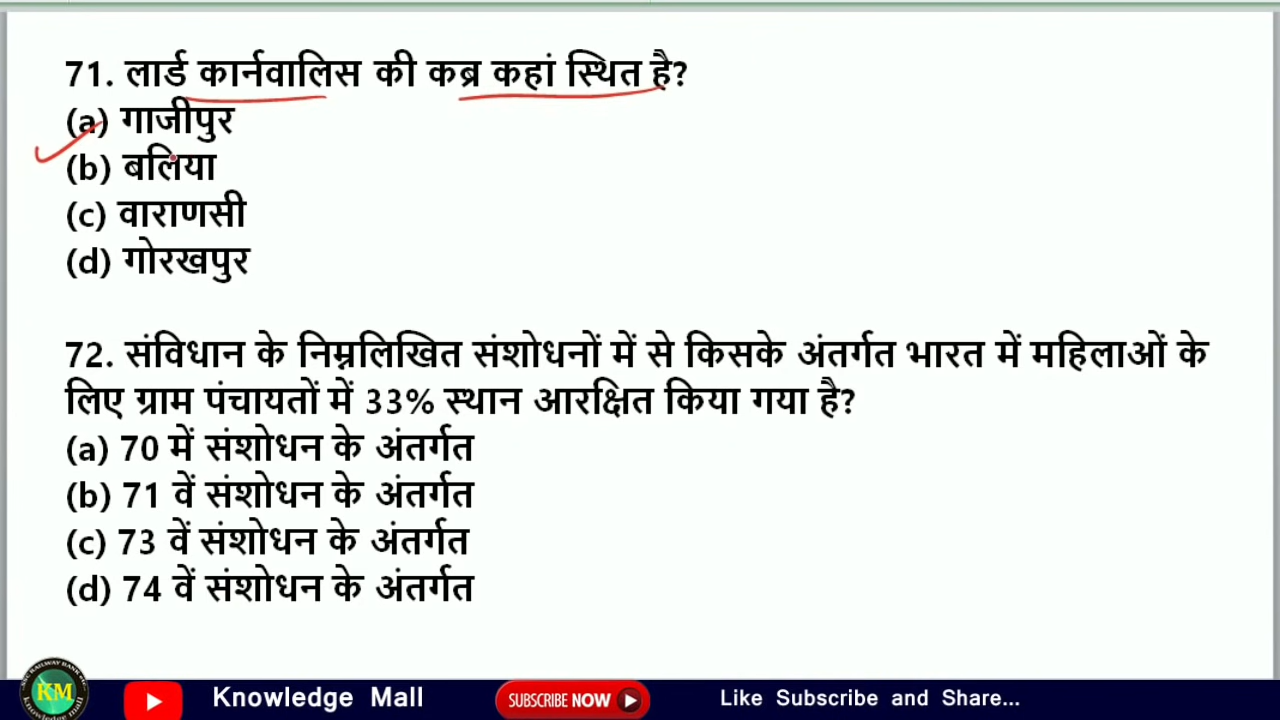 71. लार्ड कार्नवालिस की कब्र कहां स्थित है?
(a) गाजीपुर
(b) बलिया
(c) वाराणसी
(d) गोरखपुर
72. संविधान के निम्नलिखित संशोधनों में से किसके अंतर्गत भारत में महिलाओं के
लिए ग्राम पंचायतों में 33% स्थान आरक्षित किया गया है?
(a) 70 में संशोधन के अंतर्गत
(b) 71 वें संशोधन के अंतर्गत
(c) 73 वें संशोधन के अंतर्गत
(d) 74 वें संशोधन के अंतर्गत
KM
Knowledge Mall
SUBSCRIBE NOW
Like Subscribe and Share...